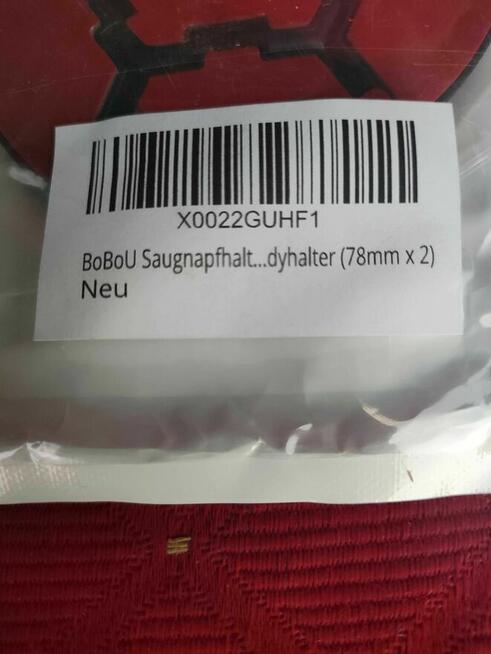 X0022GUHF1
BoBoU Saugnapfhalt...dyhalter (78mm x 2)
Neu